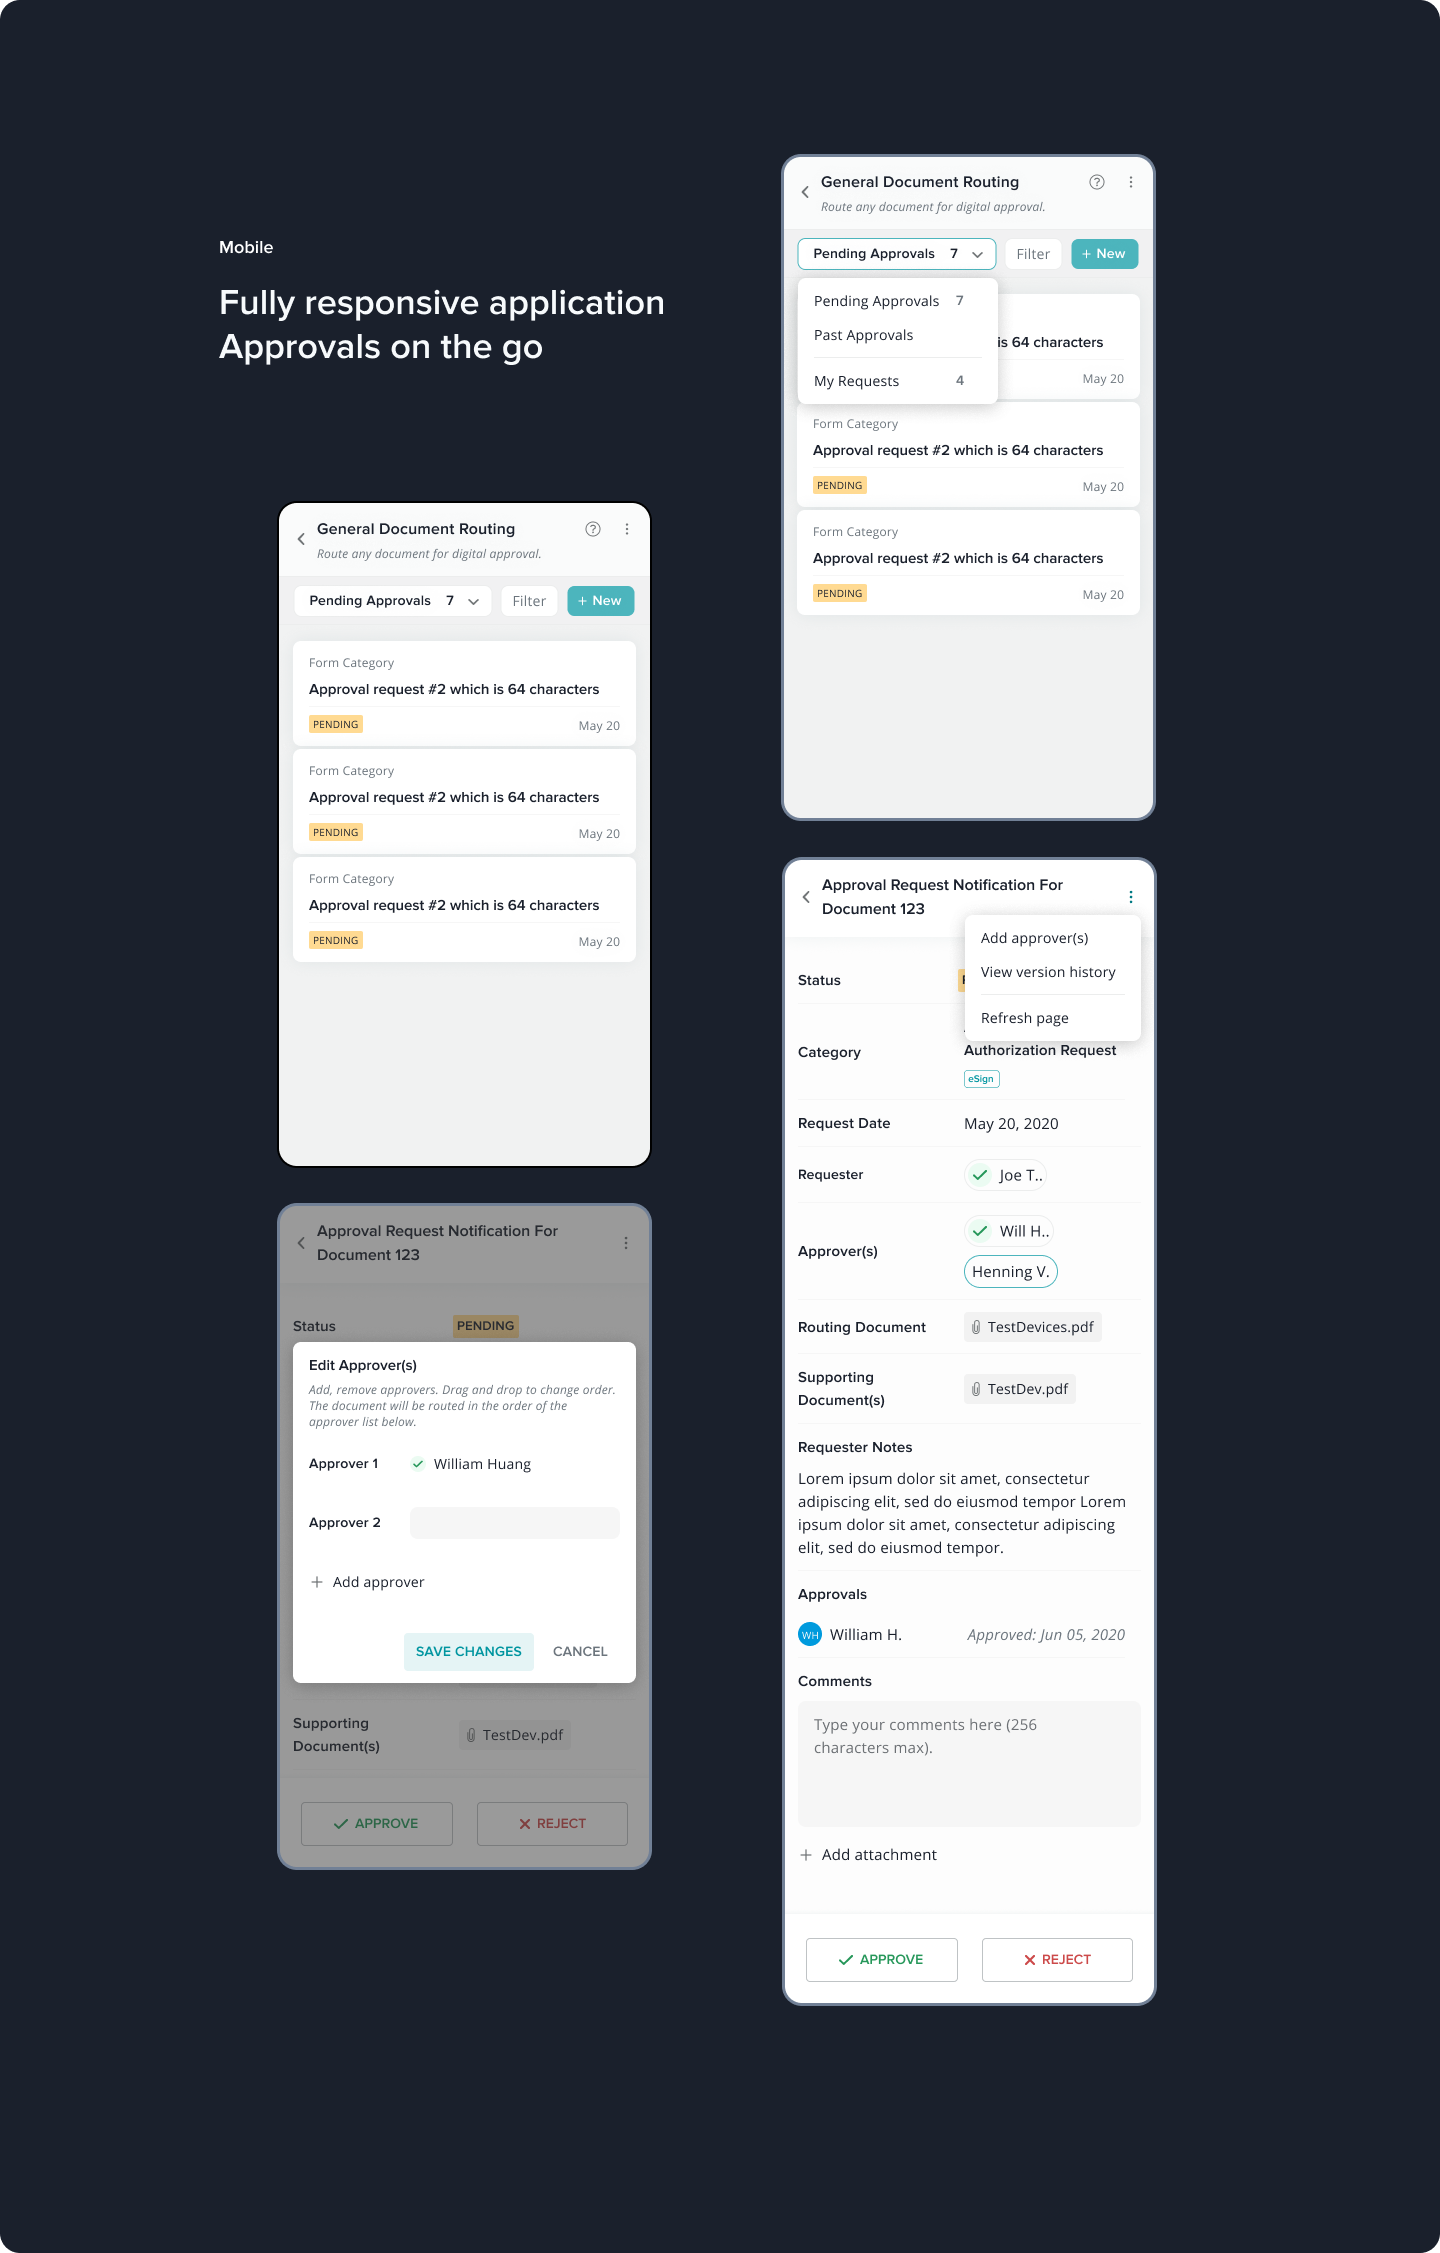 Mobile
Fully responsive application
Approvals on the go
General Document Routing
Route any document for digital approval.
Pending Approvals 7
Filter
+ New
Form Category
Approval request #2 which is 64 characters
PENDING
May 20
Form Category
Approval request #2 which is 64 characters
PENDING
May 20
Form Category
Approval request #2 which is 64 characters
PENDING
May 20
Approval Request Notification For
Document 123
Status
PENDING
Edit Approver(s)
Add, remove approvers. Drag and drop to change order.
The document will be routed in the order of the
approver list below.
Approver 1
William Huang
Approver 2
+ Add approver
SAVE CHANGES
CANCEL
Supporting
Document(s)
TestDev.pdf
APPROVE
REJECT
General Document Routing
Route any document for digital approval.
Pending Approvals 7
Filter
+ New
Pending Approvals 7
Past Approvals
My Requests 4
is 64 characters
May 20
Form Category
Approval request #2 which is 64 characters
PENDING
May 20
Form Category
Approval request #2 which is 64 characters
PENDING
May 20
Approval Request Notification For
Document 123
Add approver(s)
View version history
Refresh page
Status
Category
Authorization Request
eSign
Request Date
May 20, 2020
Requester
Joe T..
Approver(s)
Will H..
Henning V.
Routing Document
TestDevices.pdf
Supporting
Document(s)
TestDev.pdf
Requester Notes
Lorem ipsum dolor sit amet, consectetur
adipiscing elit, sed do eiusmod tempor Lorem
ipsum dolor sit amet, consectetur adipiscing
elit, sed do eiusmod tempor.
Approvals
WH William H.
Approved: Jun 05, 2020
Comments
Type your comments here (256
characters max).
+ Add attachment
APPROVE
REJECT